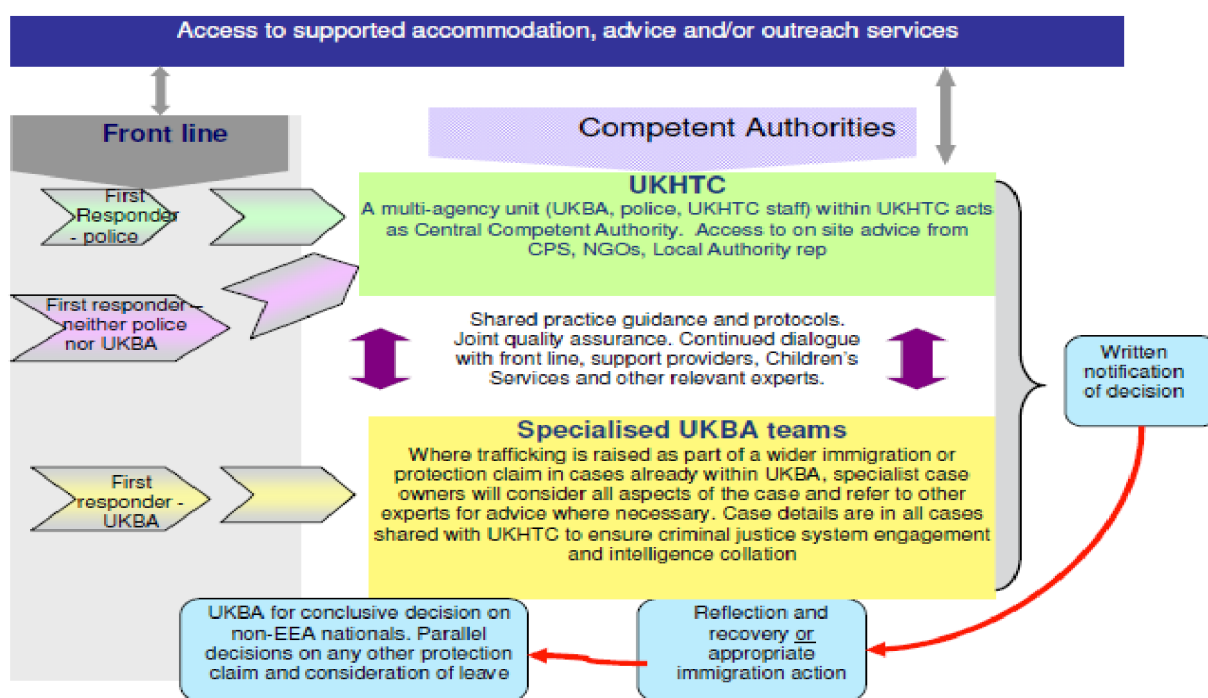 Access to supported accommodation, advice and/or outreach services
Front line
Competent Authorities
First
Responder
- police
UKHTC
A multi-agency unit (UKBA, police, UKHTC staff) within UKHTC acts
as Central Competent Authority.  Access to on site advice from
CPS, NGOs, Local Authority rep
First responder –
neither police
nor UKBA
Shared practice guidance and protocols.
Joint quality assurance. Continued dialogue
with front line, support providers, Children's
Services and other relevant experts.
Written
notification
of decision
First
responder -
UKBA
Specialised UKBA teams
Where trafficking is raised as part of a wider immigration or
protection claim in cases already within UKBA, specialist case
owners will consider all aspects of the case and refer to other
experts for advice where necessary. Case details are in all cases
shared with UKHTC to ensure criminal justice system engagement
and intelligence collation
UKBA for conclusive decision on
non-EEA nationals. Parallel
decisions on any other protection
claim and consideration of leave
Reflection and
recovery or
appropriate
immigration action